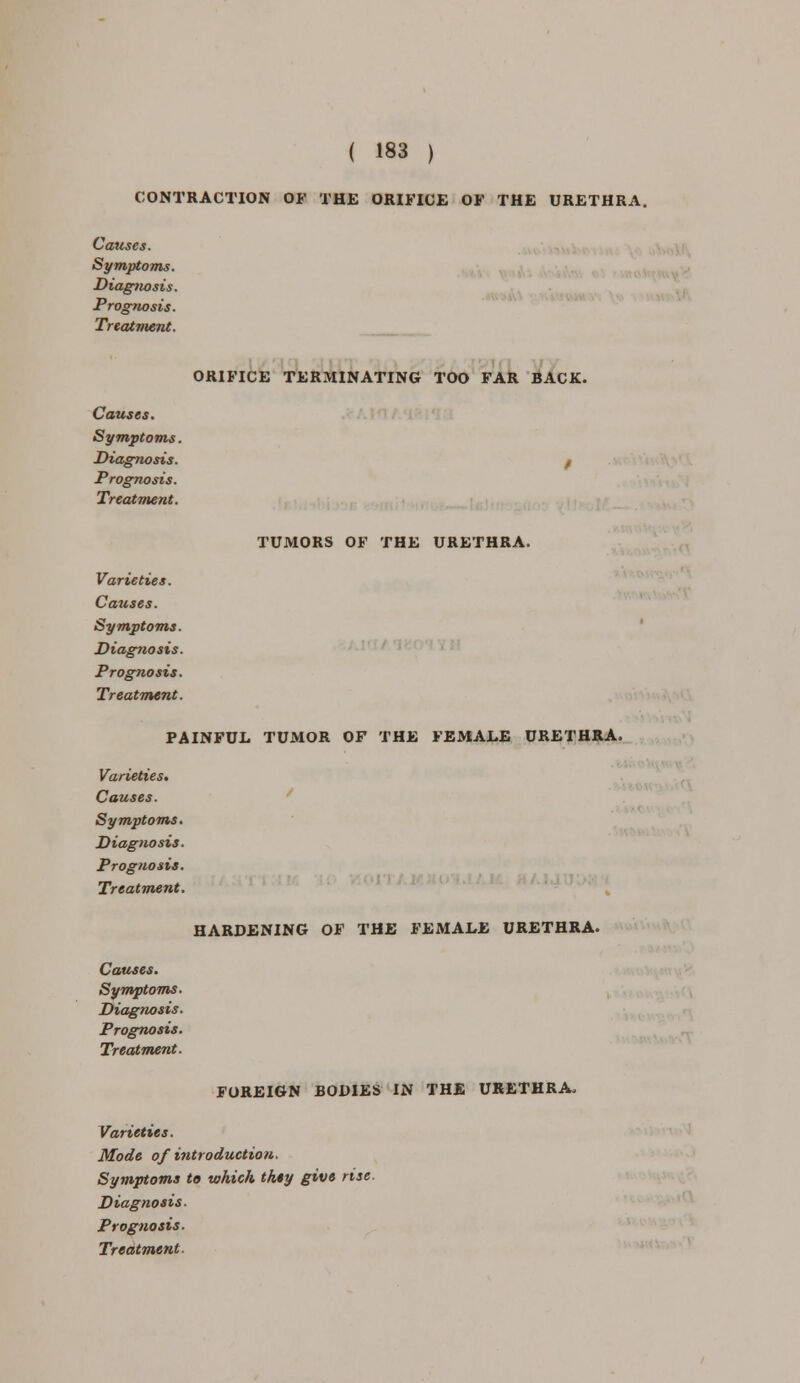 ( 183 )
CONTRACTION OF THE ORIFICE OF THE URETHRA.
Causes.
Symptoms.
Diagnosis.
Prognosis.
Treatment.
ORIFICE TERMINATING TOO FAR BACK.
Causes.
Symptoms.
Diagnosis.
Prognosis.
Treatment.
TUMORS OF THE URETHRA.
Varieties.
Causes.
Symptoms.
Diagnosis.
Prognosis.
Treatment.
PAINFUL TUMOR OF THE FEMALE URETHRA.
Varieties.
Causes.
Symptoms.
Diagnosis.
Prognosis.
Treatment.
HARDENING OF THE FEMALE URETHRA.
Causes.
Symptoms.
Diagnosis.
Prognosis.
Treatment.
FOREIGN BODIES IN THE URETHRA.
Varieties.
Mode of introduction.
Symptoms to which they give rise.
Diagnosis.
Prognosis.
Treatment.